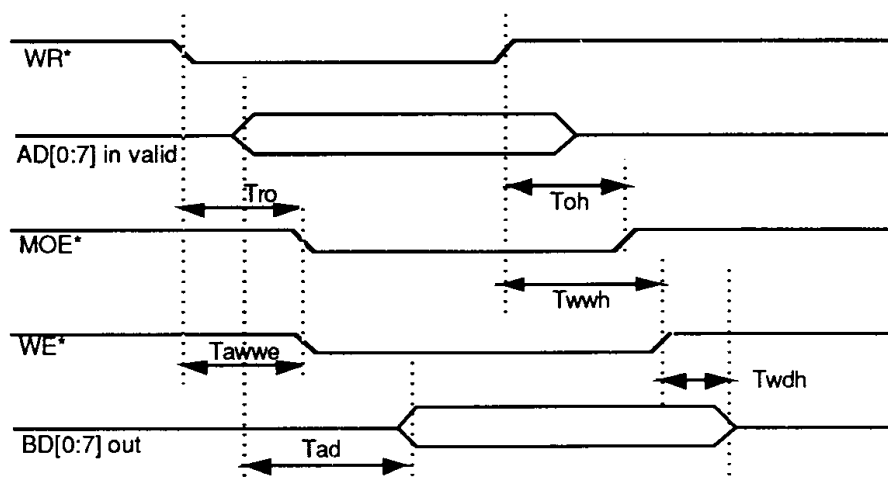 WR*
AD[0:7] in valid
Tro
Toh
MOE*
Twwh
WE*
Tawwe
Twdh
BD[0:7] out
Tad